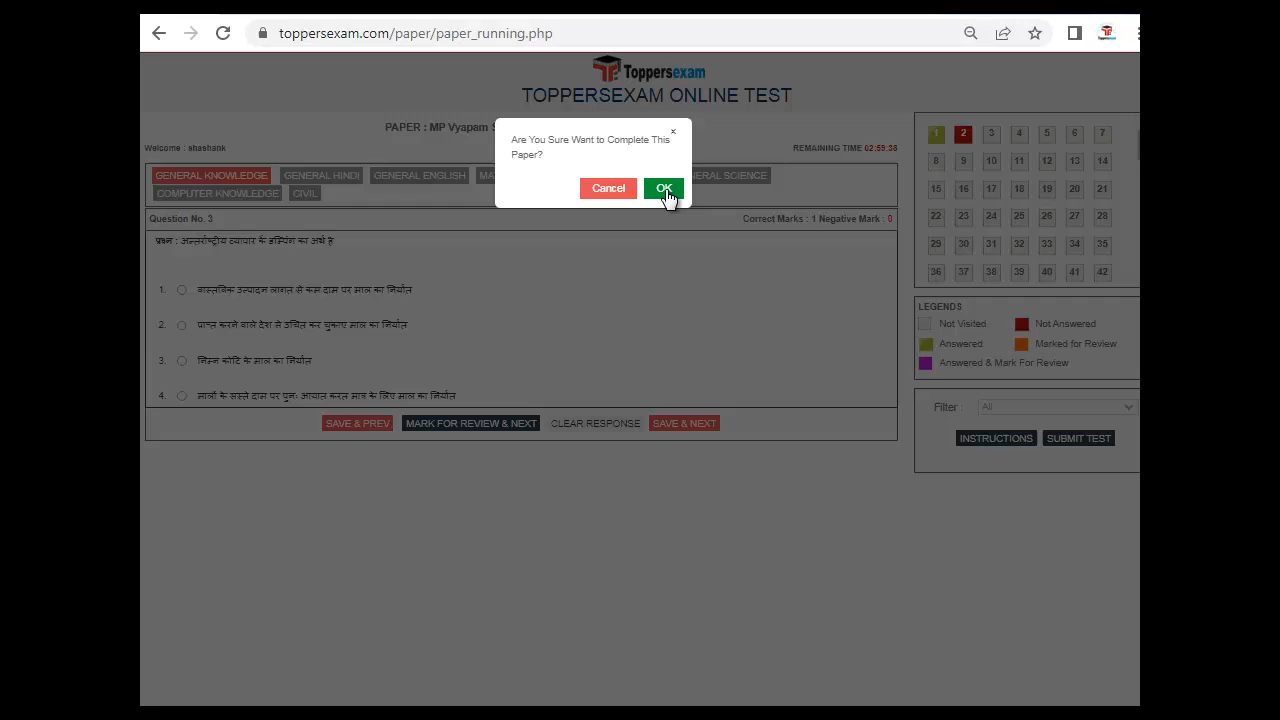 toppersexam.com/paper/paper_running.php
Toppersexam
TOPPERSEXAM ONLINE TEST
PAPER : MP Vyapam
Are You Sure Want to Complete This
Paper?
Cancel OK
Welcome : shashank
REMAINING TIME 02:59:38
GENERAL KNOWLEDGE GENERAL HINDI GENERAL ENGLISH MA NERAL SCIENCE
COMPUTER KNOWLEDGE CIVIL
Question No. 3 Correct Marks : 1 Negative Mark : 0
प्रश्न : अन्तर्राष्ट्रीय व्यापार के डम्पिंग का अर्थ है
1. वास्तविक उत्पादन लागत से कम दाम पर माल का निर्यात
2. प्राप्त करने वाले देश से उचित कर चुकाए माल का निर्यात
3. निम्न कोटि के माल का निर्यात
4. मालों के सस्ते दाम पर पुनः आयात करत मात्र के लिए माल का निर्यात
SAVE & PREV MARK FOR REVIEW & NEXT CLEAR RESPONSE SAVE & NEXT
1 2 3 4 5 6 7
8 9 10 11 12 13 14
15 16 17 18 19 20 21
22 23 24 25 26 27 28
29 30 31 32 33 34 35
36 37 38 39 40 41 42
LEGENDS
Not Visited Not Answered
Answered Marked for Review
Answered & Mark For Review
Filter : All
INSTRUCTIONS SUBMIT TEST